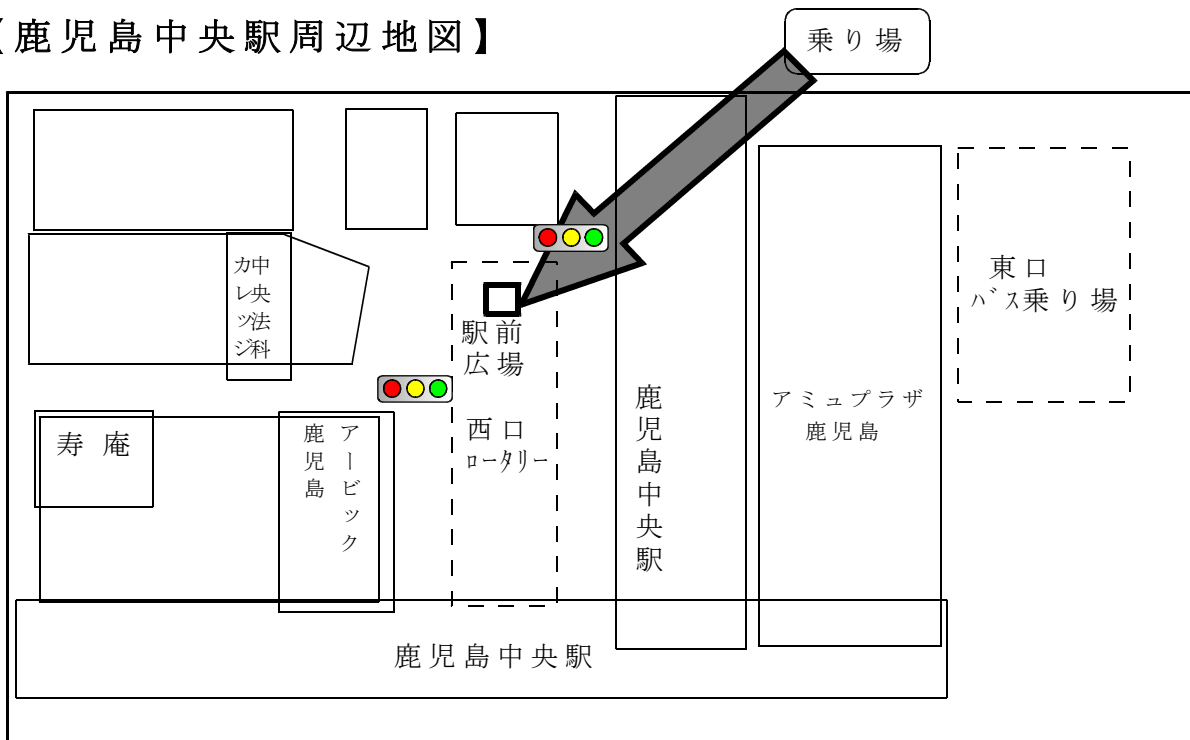 【鹿児島中央駅周辺地図】
乗り場
中央法科
カレッジ
駅前
広場
西口
ロータリー
寿庵
アービック
鹿児島
鹿児島中央駅
アミュプラザ
鹿児島
東口
バス乗り場
鹿児島中央駅